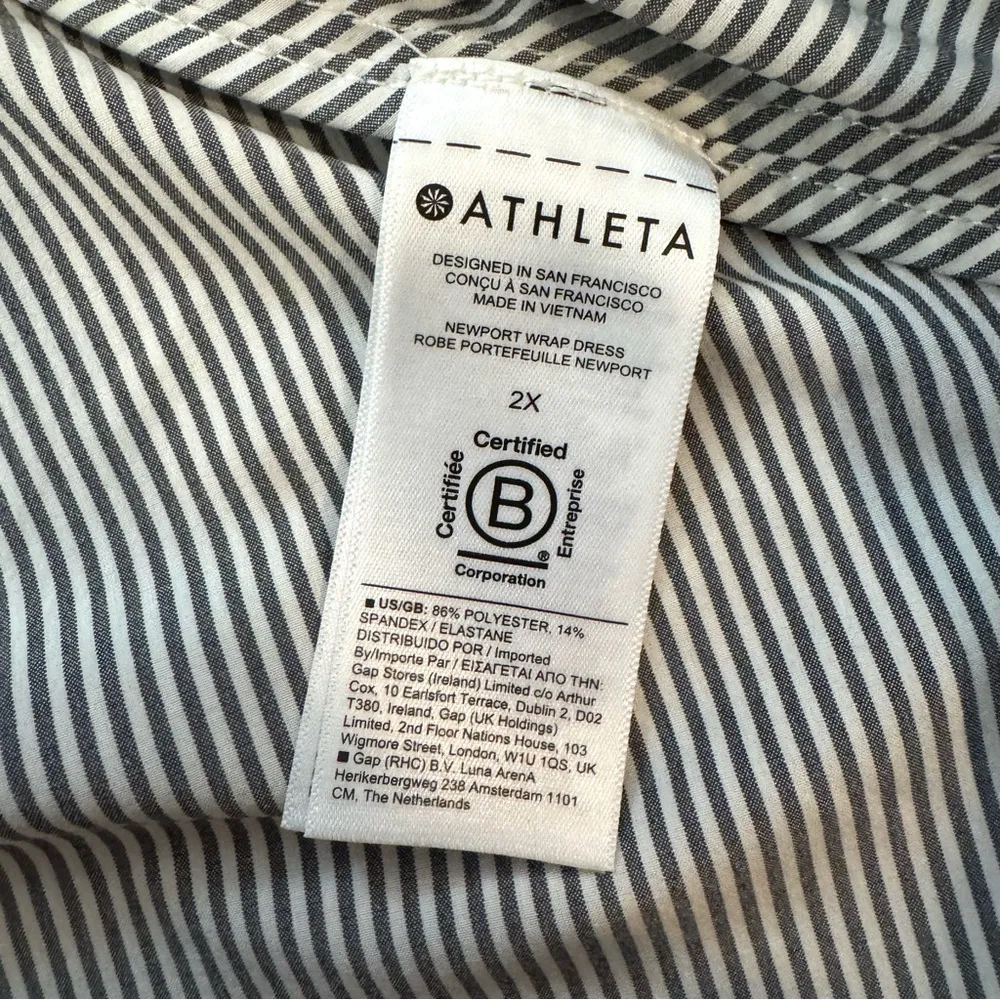 ATHLETA
DESIGNED IN SAN FRANCISCO
CONÇU À SAN FRANCISCO
MADE IN VIETNAM
NEWPORT WRAP DRESS
ROBE PORTEFEUILLE NEWPORT
2X
Certified
Certifiée
B
Entreprise
®
Corporation
US/GB: 86% POLYESTER, 14%
SPANDEX / ELASTANE
DISTRIBUIDO POR / Imported
By/Importe Par / ΕΙΣΑΓΕΤΑΙ ΑΠΟ ΤΗΝ:
Gap Stores (Ireland) Limited c/o Arthur
Cox, 10 Earlsfort Terrace, Dublin 2, D02
T380, Ireland, Gap (UK Holdings)
Limited, 2nd Floor Nations House, 103
Wigmore Street, London, W1U 1QS, UK
Gap (RHC) B.V. Luna ArenA
Herikerbergweg 238 Amsterdam 1101
CM, The Netherlands